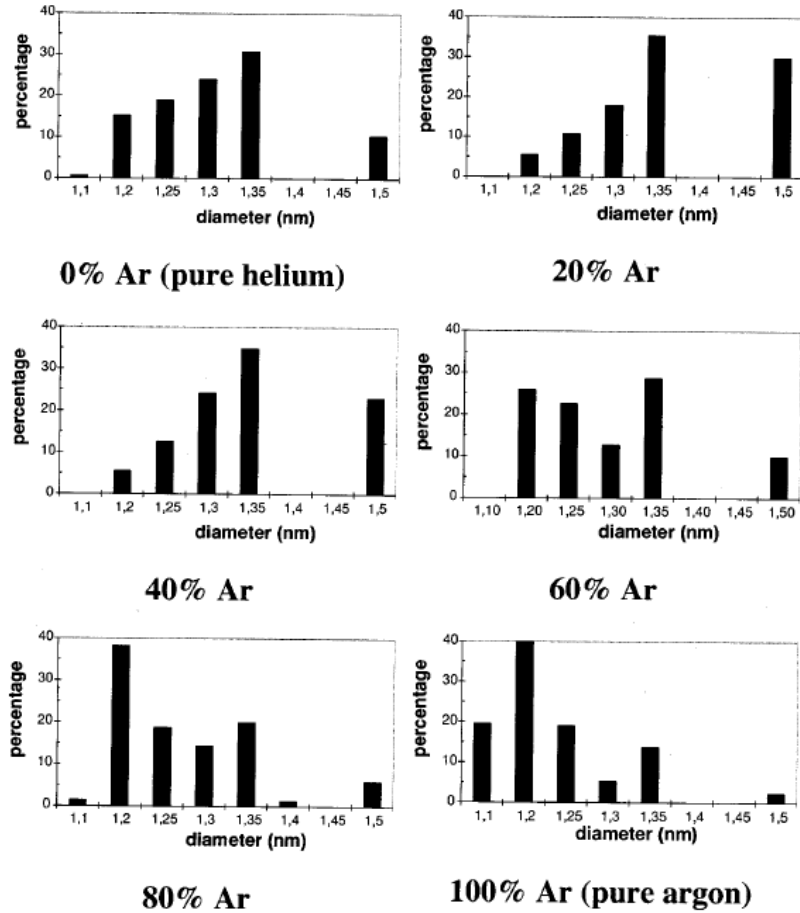 percentage
40
30
20
10
0
1,1 1,2 1,25 1,3 1,35 1,4 1,45 1,5
diameter (nm)
0% Ar (pure helium)
percentage
40
30
20
10
0
1,1 1,2 1,25 1,3 1,35 1,4 1,45 1,5
diameter (nm)
20% Ar
percentage
40
30
20
10
0
1,1 1,2 1,25 1,3 1,35 1,4 1,45 1,5
diameter (nm)
40% Ar
percentage
40
30
20
10
0
1,10 1,20 1,25 1,30 1,35 1,40 1,45 1,50
diameter (nm)
60% Ar
percentage
40
30
20
10
0
1,1 1,2 1,25 1,3 1,35 1,4 1,45 1,5
diameter (nm)
80% Ar
percentage
40
30
20
10
0
1,1 1,2 1,25 1,3 1,35 1,4 1,45 1,5
diameter (nm)
100% Ar (pure argon)